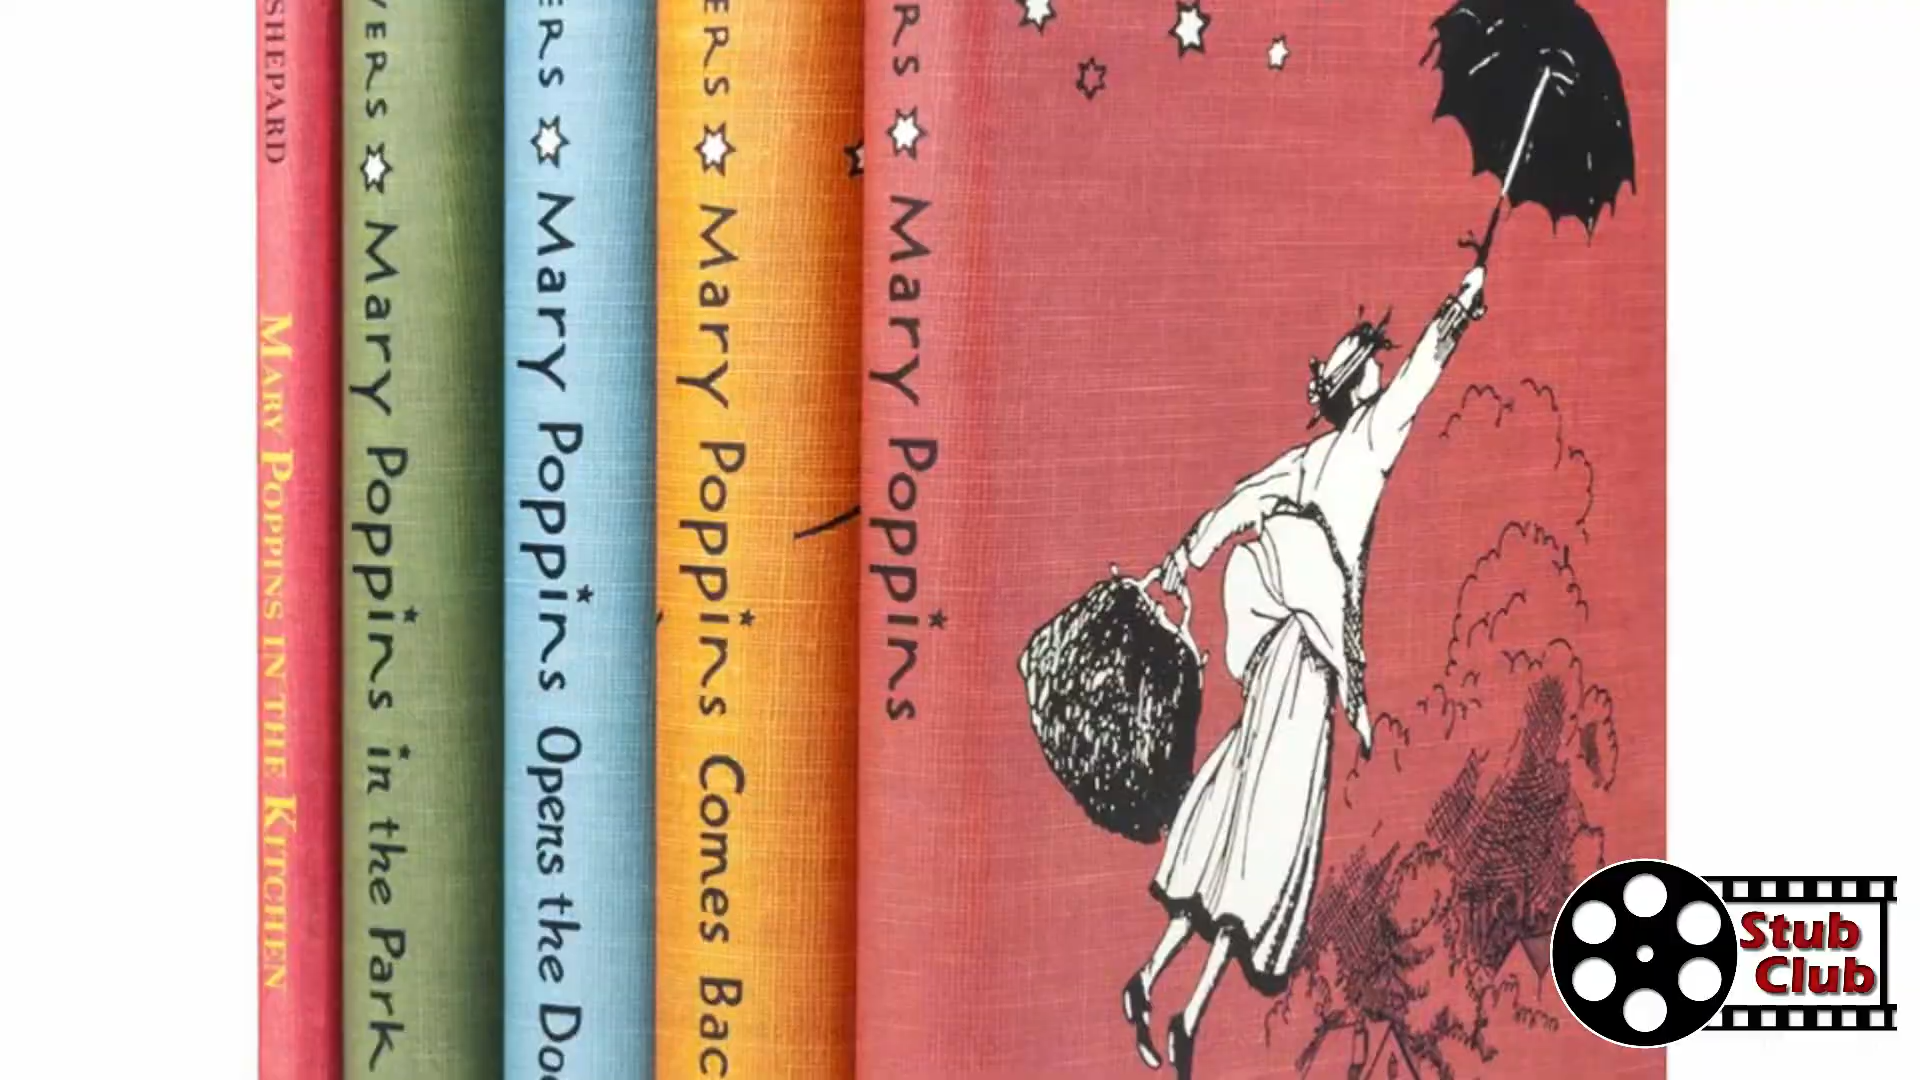 SHEPARD MARY POPPINS IN THE KITCHEN
VERS Mary Poppins in the Park
ERS Mary Poppins Opens the Doo
ERS Mary Poppins Comes Bac
RS Mary Poppins
Stub
Club